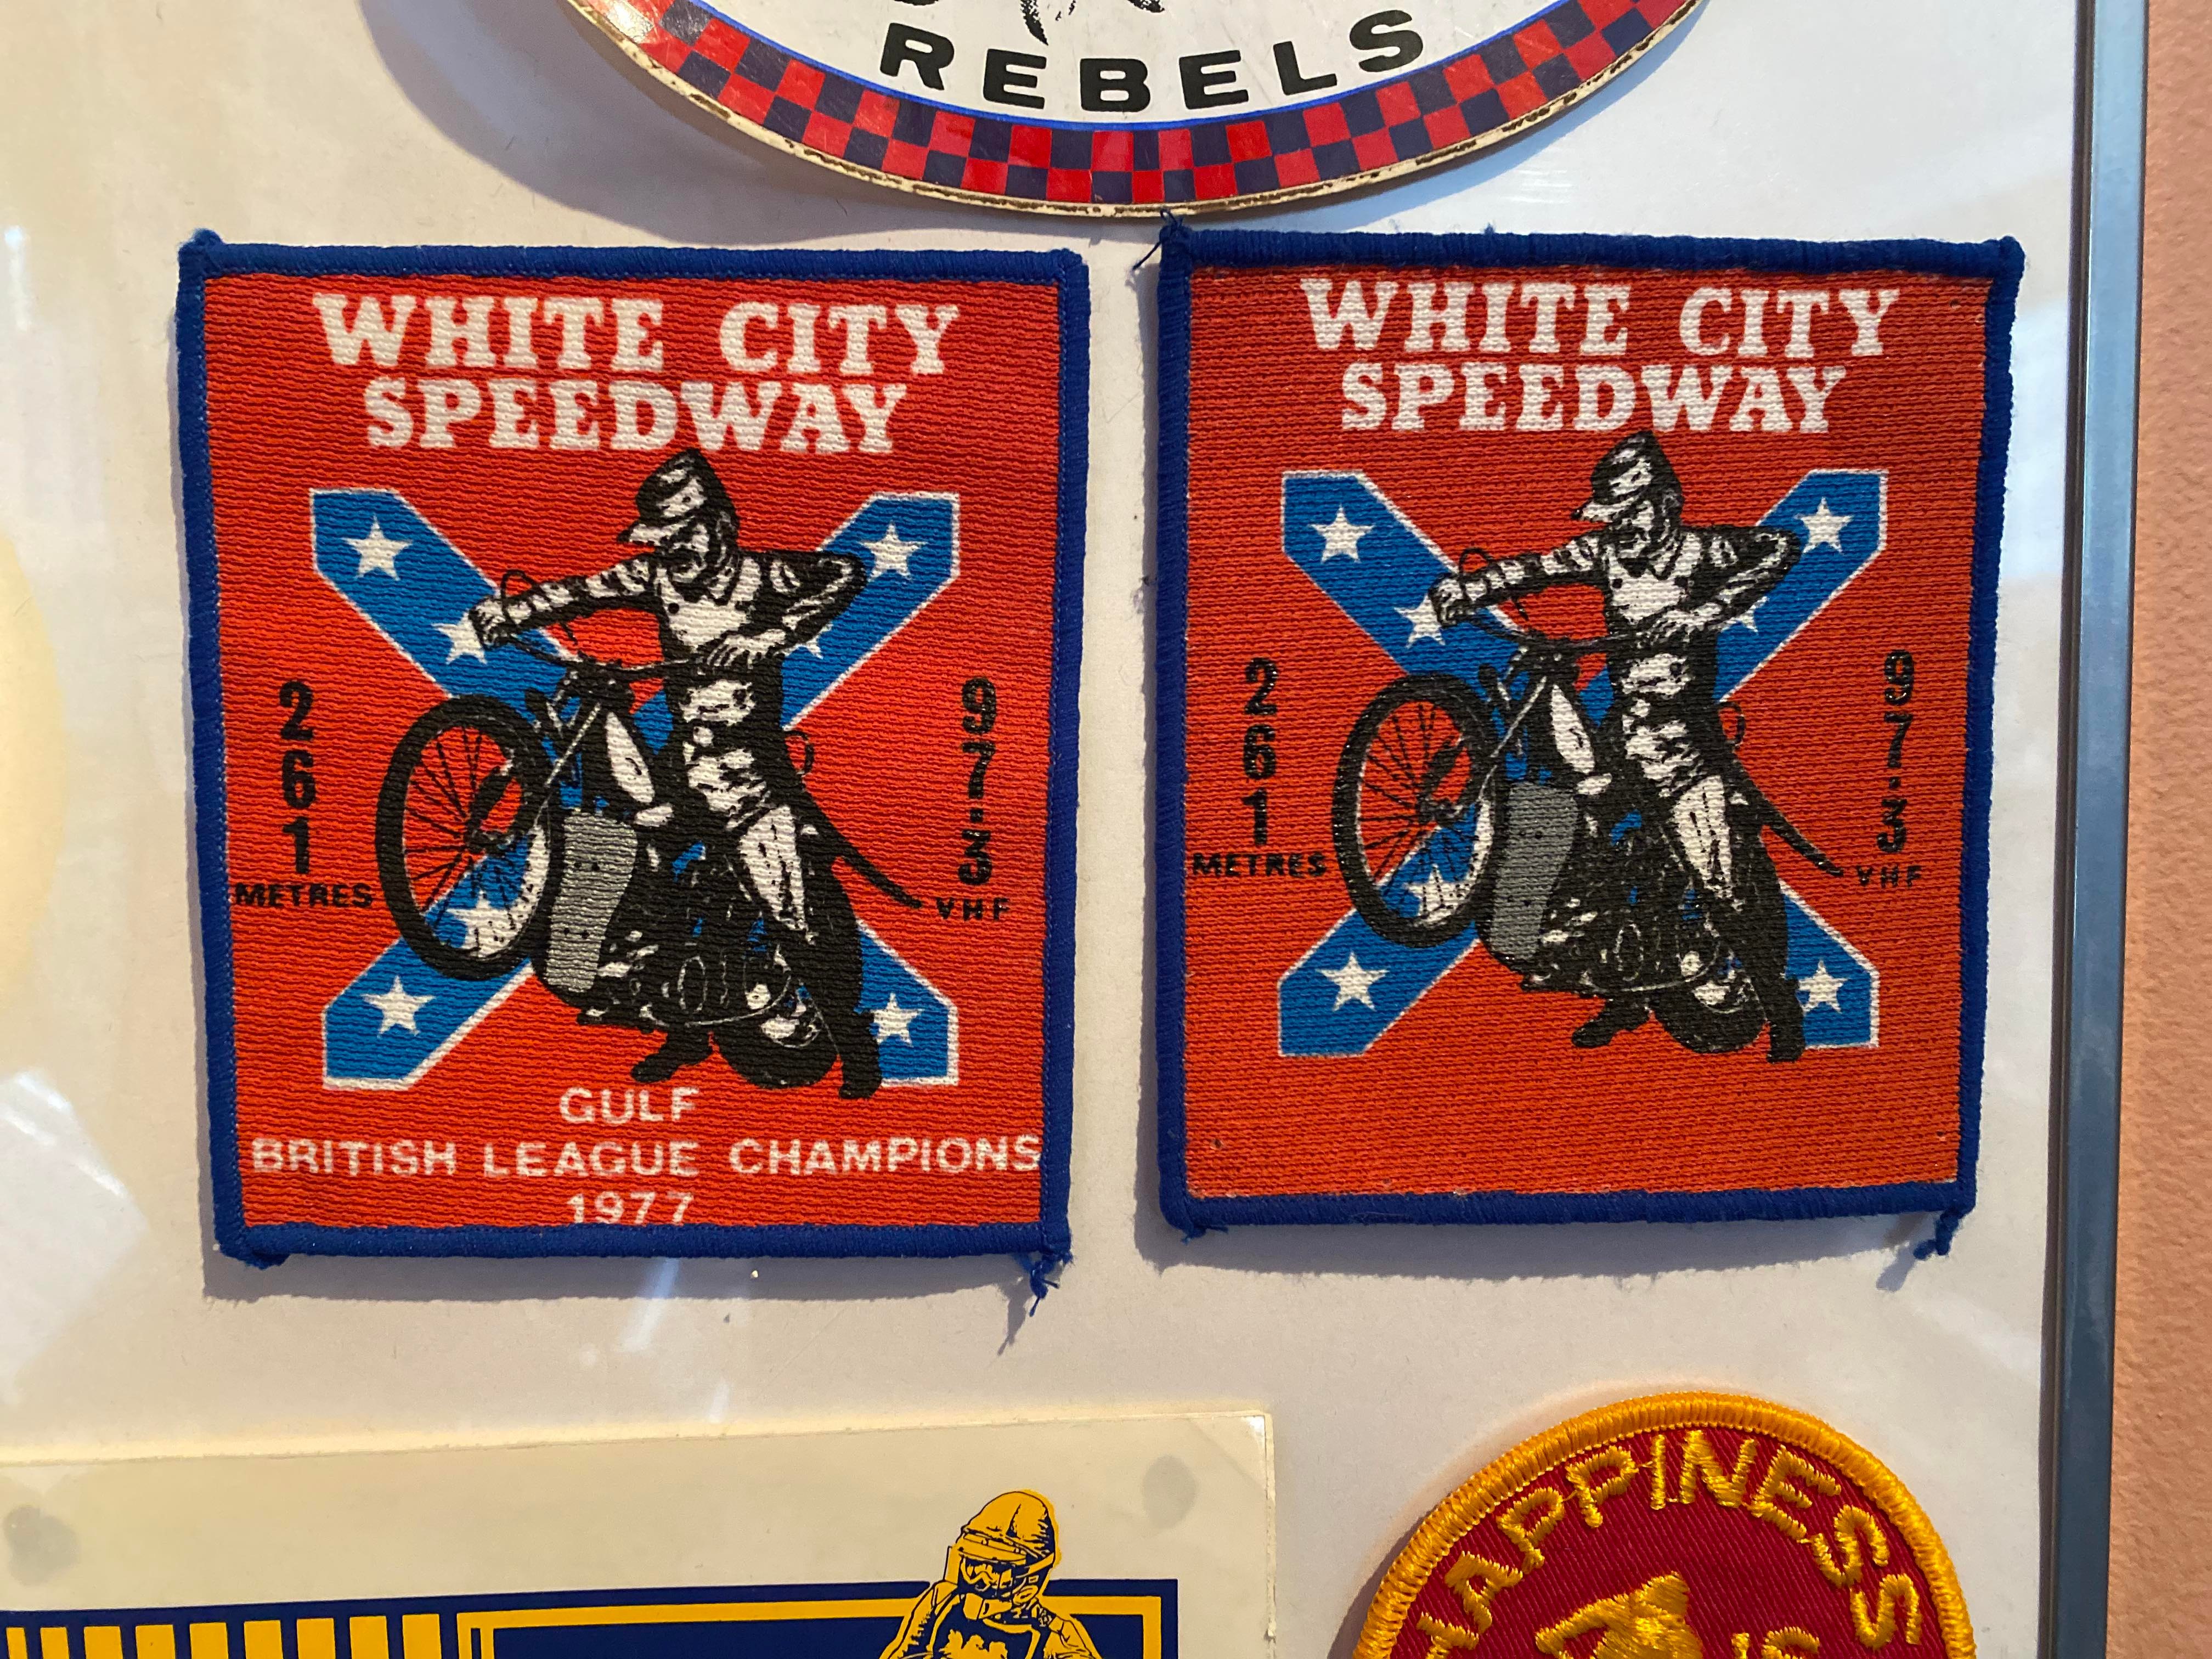 REBELS
WHITE CITY
SPEEDWAY
261
METRES
97.3
VHF
GULF
BRITISH LEAGUE CHAMPIONS
1977
WHITE CITY
SPEEDWAY
261
METRES
97.3
VHF
HAPPINESS